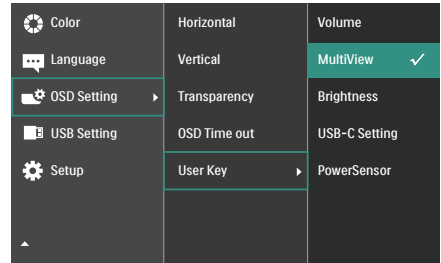 Color
Language
OSD Setting
USB Setting
Setup
Horizontal
Vertical
Transparency
OSD Time out
User Key
Volume
MultiView
Brightness
USB-C Setting
PowerSensor